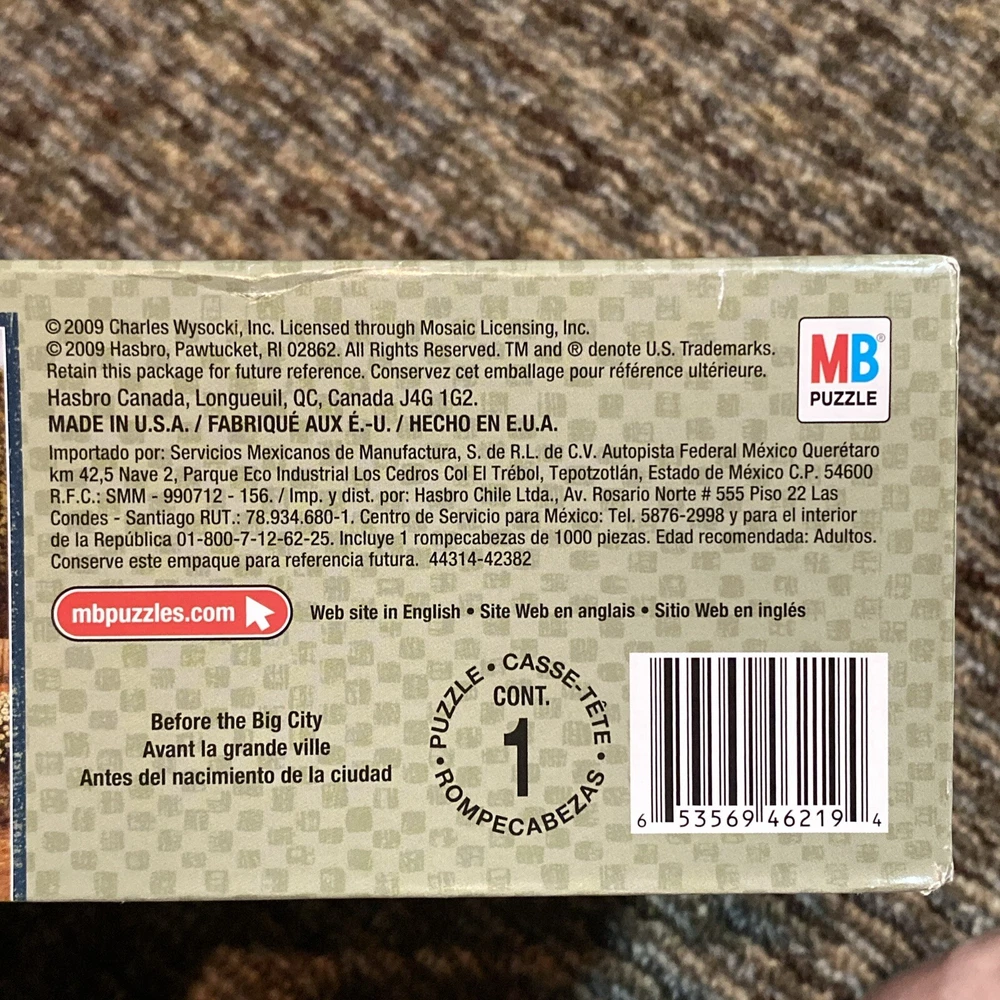 © 2009 Charles Wysocki, Inc. Licensed through Mosaic Licensing, Inc.
© 2009 Hasbro, Pawtucket, RI 02862. All Rights Reserved. TM and ® denote U.S. Trademarks.
Retain this package for future reference. Conservez cet emballage pour référence ultérieure.
Hasbro Canada, Longueuil, QC, Canada J4G 1G2.
MADE IN U.S.A. / FABRIQUÉ AUX É.-U. / HECHO EN E.U.A.
MB®
PUZZLE
Importado por: Servicios Mexicanos de Manufactura, S. de R.L. de C.V. Autopista Federal México Querétaro
km 42,5 Nave 2, Parque Eco Industrial Los Cedros Col El Trébol, Tepotzotlán, Estado de México C.P. 54600
R.F.C.: SMM - 990712 - 156. / Imp. y dist. por: Hasbro Chile Ltda., Av. Rosario Norte # 555 Piso 22 Las
Condes - Santiago RUT.: 78.934.680-1. Centro de Servicio para México: Tel. 5876-2998 y para el interior
de la República 01-800-7-12-62-25. Incluye 1 rompecabezas de 1000 piezas. Edad recomendada: Adultos.
Conserve este empaque para referencia futura. 44314-42382
mbpuzzles.com
Web site in English • Site Web en anglais • Sitio Web en inglés
Before the Big City
Avant la grande ville
Antes del nacimiento de la ciudad
• PUZZLE • CASSE-TÊTE • ROMPECABEZAS
CONT.
1
6 53569 46219 4